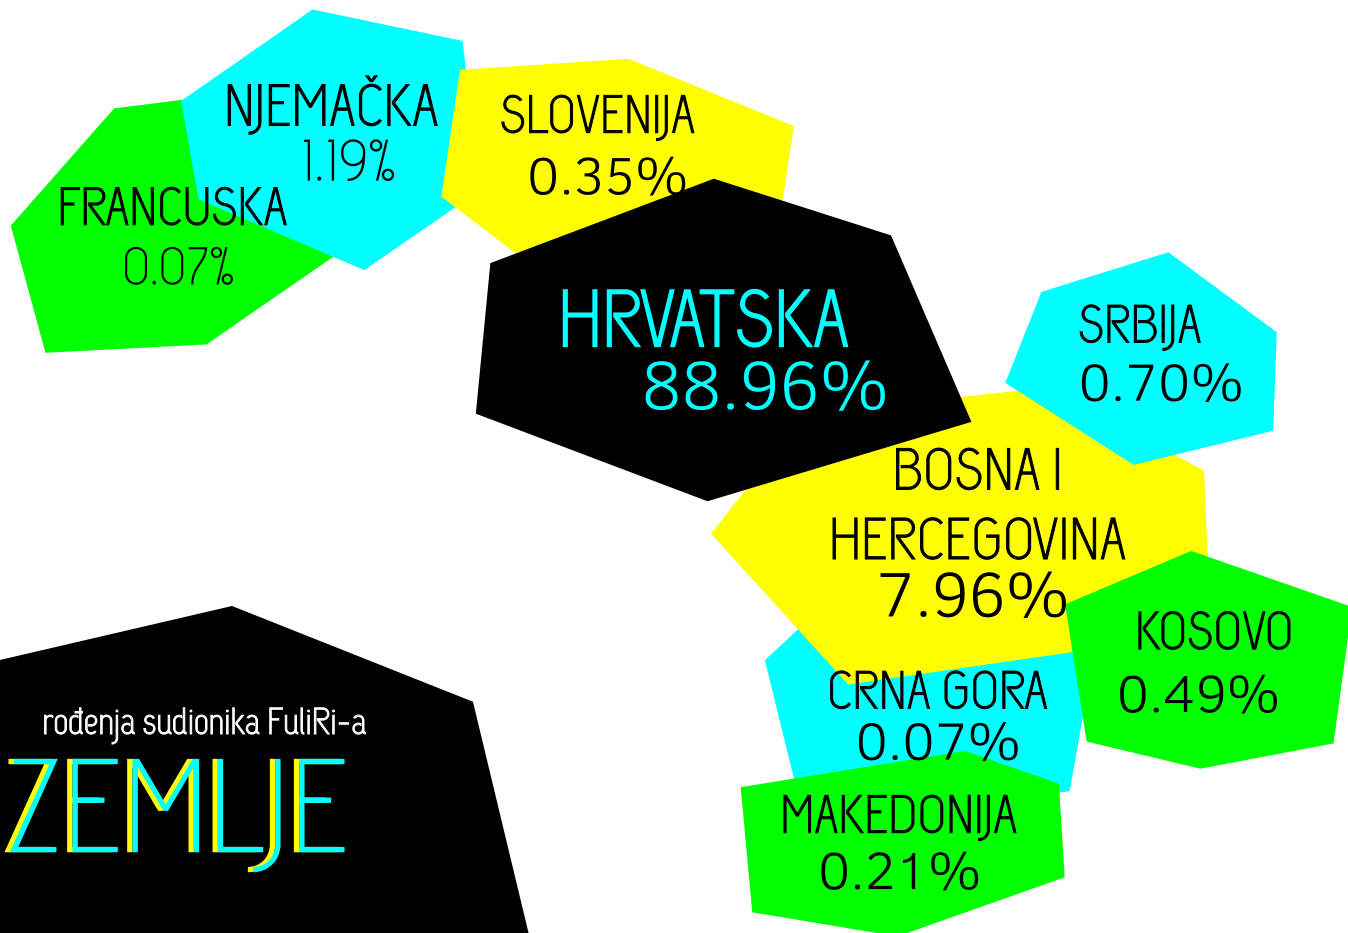 NJEMAČKA
1.19%
SLOVENIJA
0.35%
FRANCUSKA
0.07%
HRVATSKA
88.96%
SRBIJA
0.70%
BOSNA I
HERCEGOVINA
7.96%
KOSOVO
0.49%
CRNA GORA
0.07%
MAKEDONIJA
0.21%
rođenja sudionika FuliRi-a
ZEMLJE